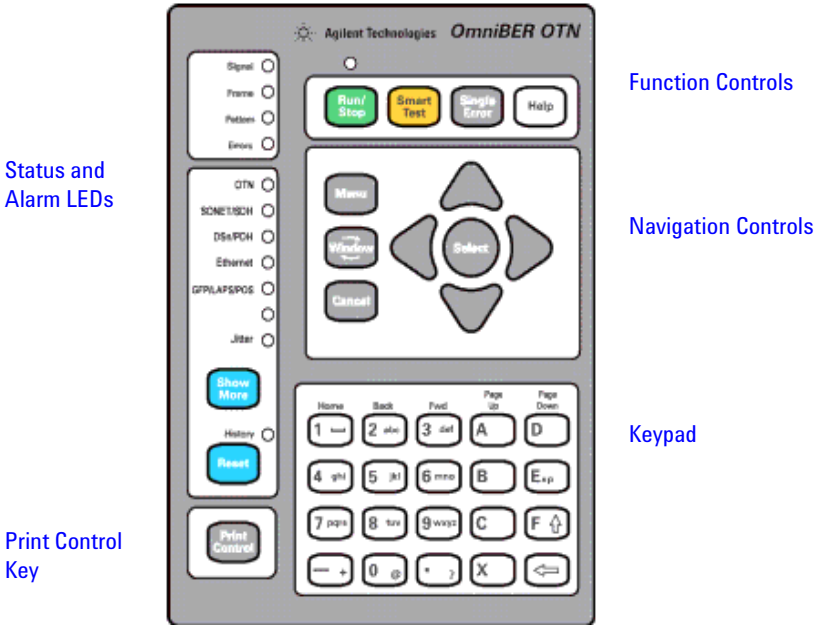 Agilent Technologies OmniBER OTN
Signal
Frame
Pattern
Errors
Run/
Stop
Smart
Test
Single
Error
Help
Function Controls
Status and
Alarm LEDs
OTN
SONET/SDH
DSn/PDH
Ethernet
GFP/LAPS/POS
Jitter
Show
More
History
Reset
Menu
Window
Cancel
Select
Navigation Controls
Home
Back
Fwd
Page
Up
Page
Down
1
2 abc
3 def
A
D
4 ghi
5 jkl
6 mno
B
Exp
7 pqrs
8 tuv
9 wxyz
C
F
- +
0 @
X
Keypad
Print Control
Key
Print
Control